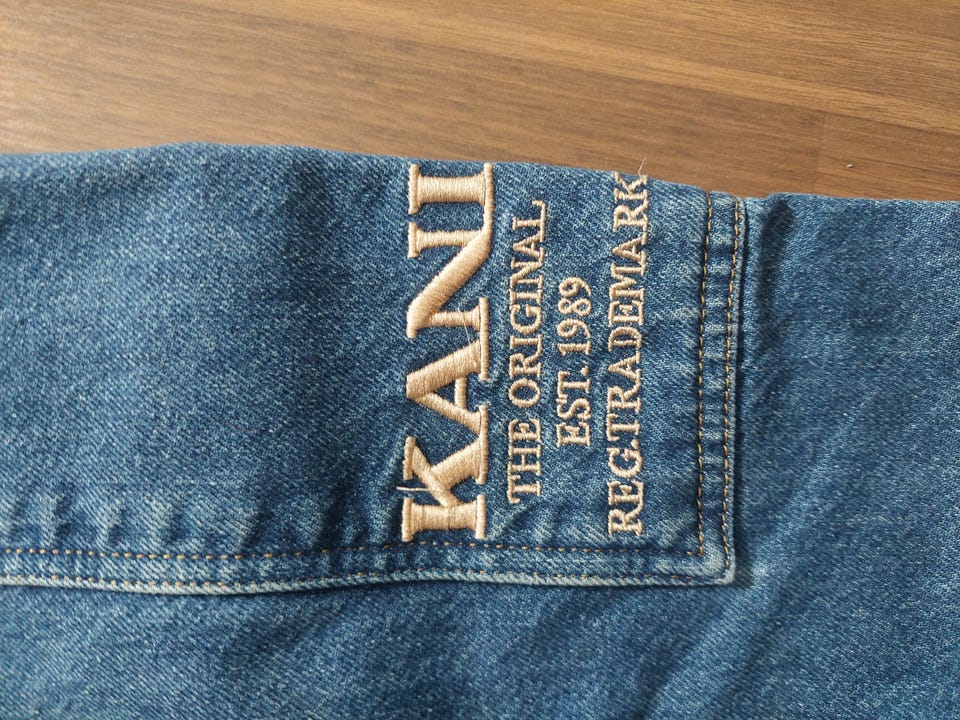 KANI
THE ORIGINAL
EST. 1989
REG.TRADEMARK